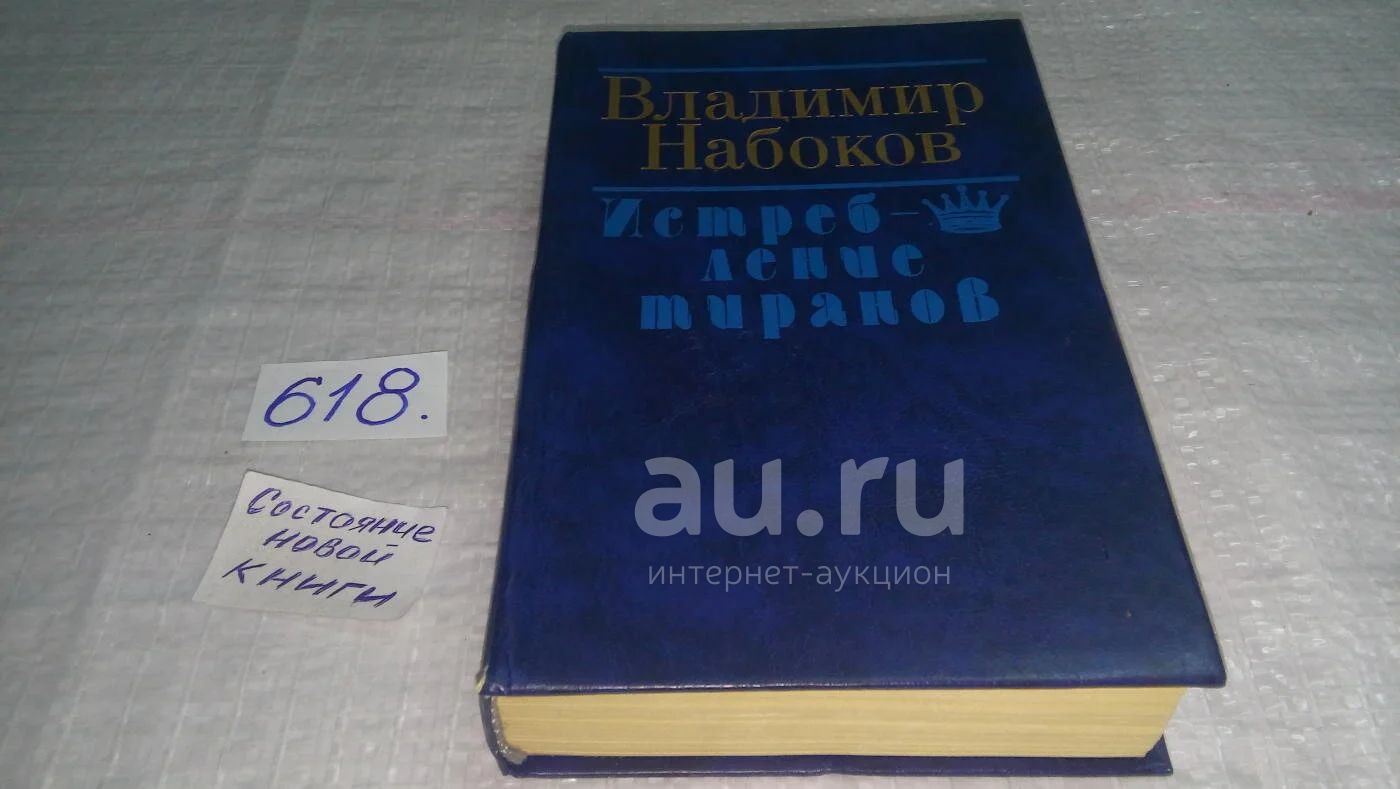 Владимир
Набоков
Истреб-
ление
тиранов
618.
Состояние
новой
книги
au.ru
интернет-аукцион